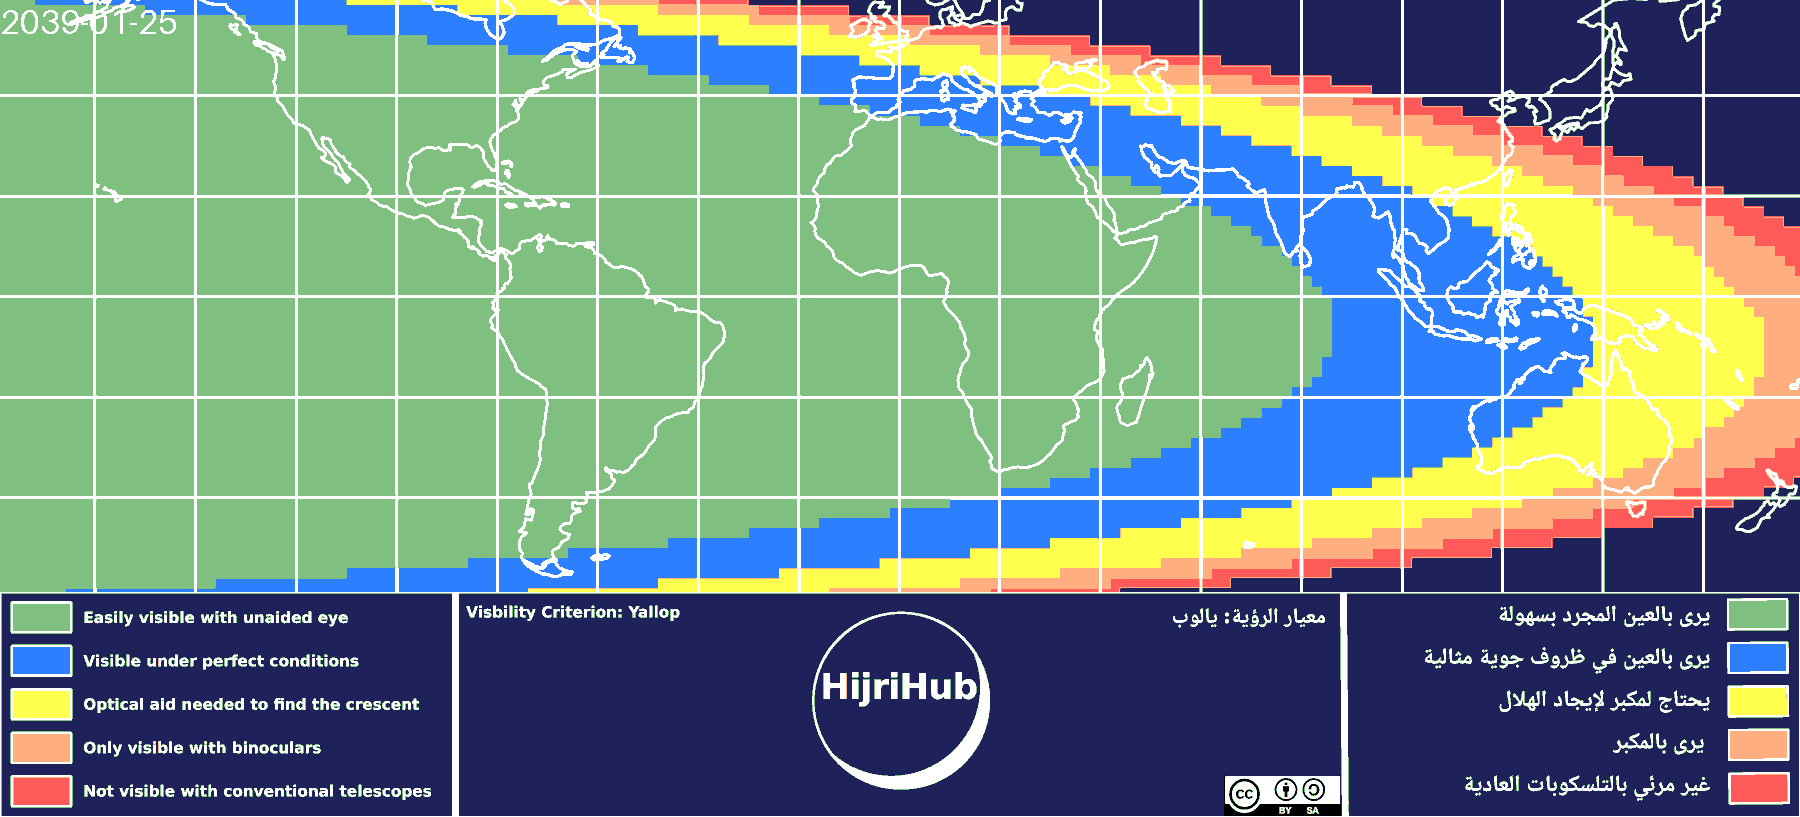 2039-01-25
Easily visible with unaided eye
Visible under perfect conditions
Optical aid needed to find the crescent
Only visible with binoculars
Not visible with conventional telescopes
Visbility Criterion: Yallop
معيار الرؤية: يالوب
HijriHub
cc
BY SA
يرى بالعين المجرد بسهولة
يرى بالعين في ظروف جوية مثالية
يحتاج لمكبر لإيجاد الهلال
يرى بالمكبر
غير مرئي بالتلسكوبات العادية